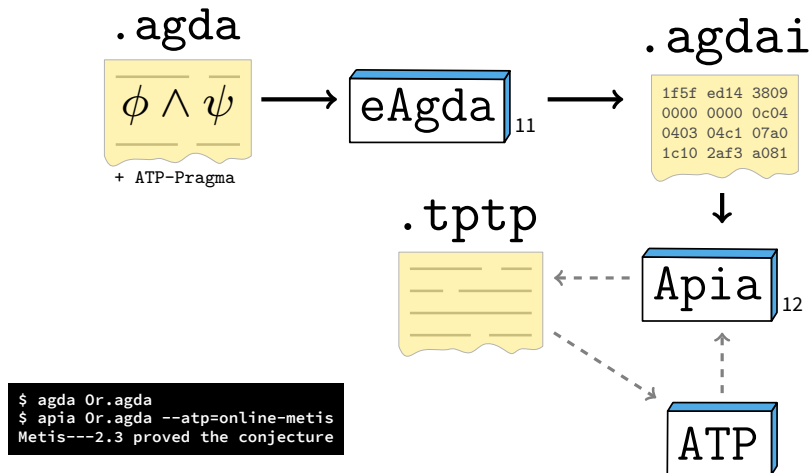 .agda
ϕ ∧ ψ
+ ATP-Pragma
eAgda
11
.agdai
1f5f ed14 3809
0000 0000 0c04
0403 04c1 07a0
1c10 2af3 a081
.tptp
Apia
12
ATP
$ agda Or.agda
$ apia Or.agda --atp=online-metis
Metis---2.3 proved the conjecture